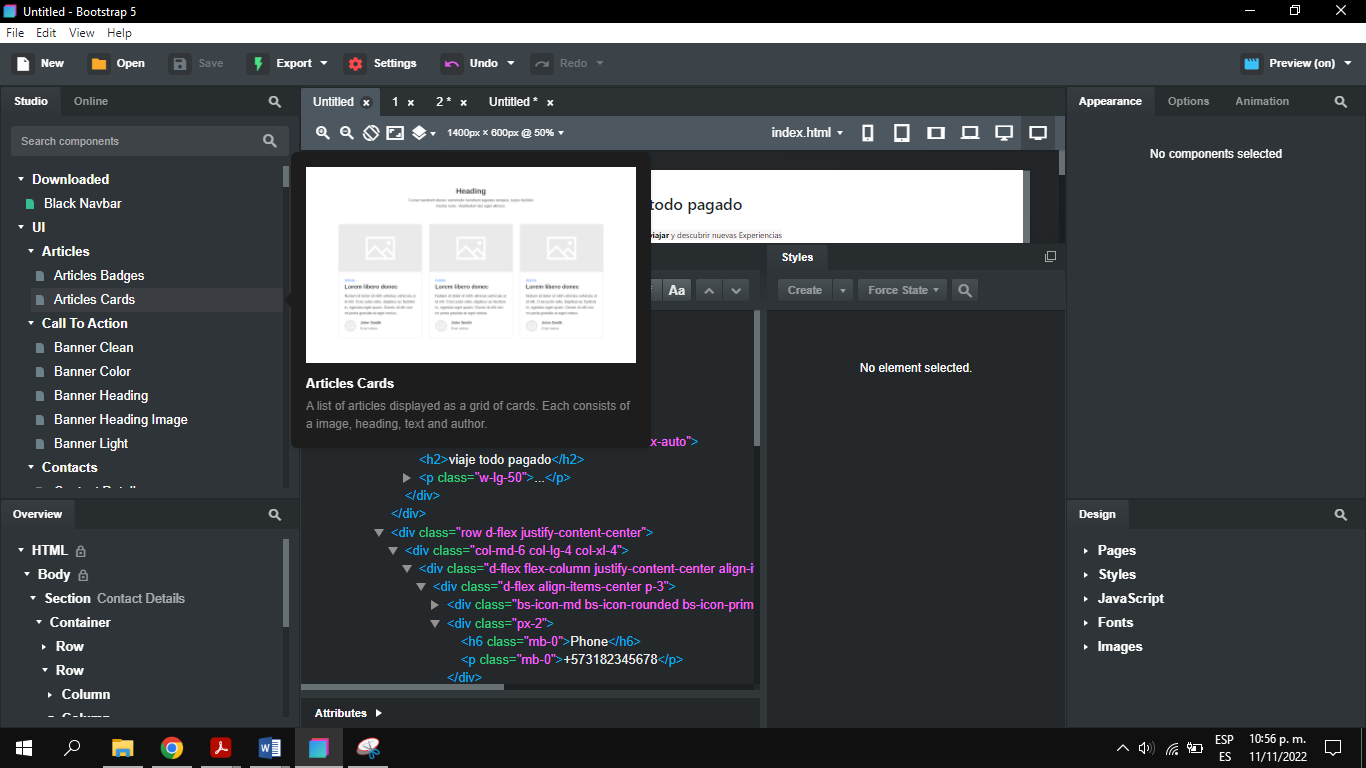 Untitled - Bootstrap 5
File Edit View Help
New Open Save Export Settings Undo Redo Preview (on)
Studio Online
Untitled 1 2 * Untitled *
Appearance Options Animation
Search components
1400px × 600px @ 50%
index.html
No components selected
Downloaded
Black Navbar
UI
Articles
Articles Badges
Articles Cards
Call To Action
Banner Clean
Banner Color
Banner Heading
Banner Heading Image
Banner Light
Contacts
Heading
Lorem libero donec Lorem libero donec Lorem libero donec
John Smith John Smith John Smith
Articles Cards
A list of articles displayed as a grid of cards. Each consists of
a image, heading, text and author.
todo pagado
viajar y descubrir nuevas Experiencias
Styles
Aa
Create Force State
No element selected.
x-auto">
<h2>viaje todo pagado</h2>
<p class="w-lg-50">...</p>
</div>
</div>
<div class="row d-flex justify-content-center">
<div class="col-md-6 col-lg-4 col-xl-4">
<div class="d-flex flex-column justify-content-center align-i
<div class="d-flex align-items-center p-3">
<div class="bs-icon-md bs-icon-rounded bs-icon-prim
<div class="px-2">
<h6 class="mb-0">Phone</h6>
<p class="mb-0">+573182345678</p>
</div>
Attributes
Overview
HTML
Body
Section Contact Details
Container
Row
Row
Column
Design
Pages
Styles
JavaScript
Fonts
Images
ESP
ES
10:56 p. m.
11/11/2022